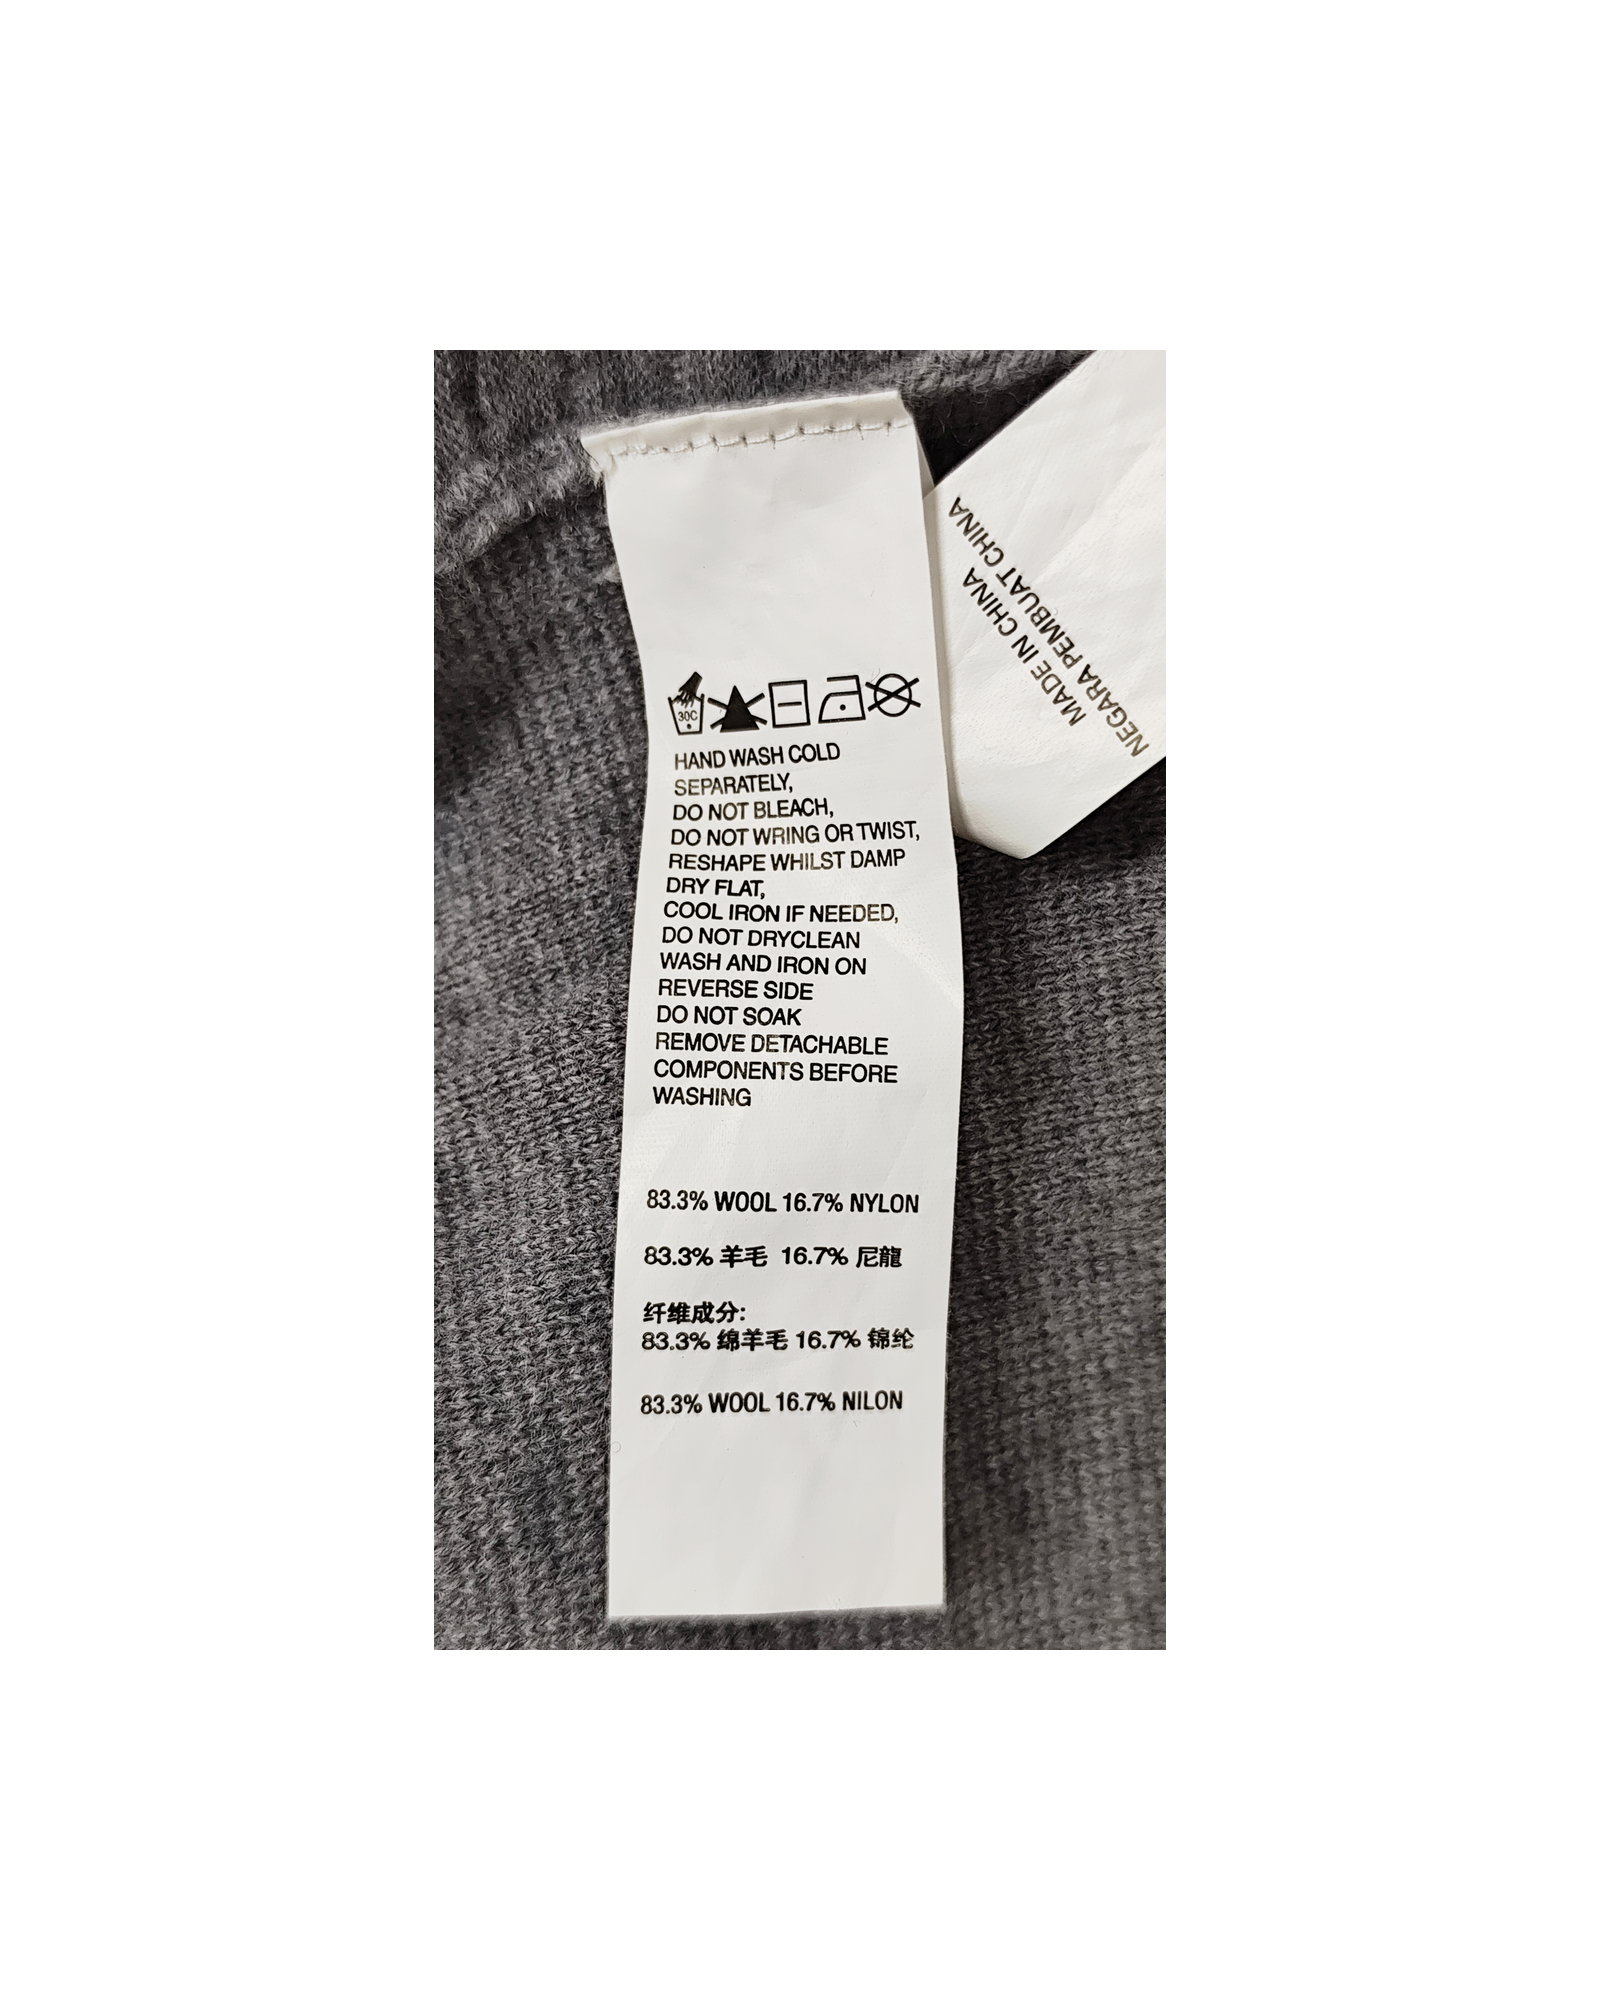 30C
HAND WASH COLD
SEPARATELY,
DO NOT BLEACH,
DO NOT WRING OR TWIST,
RESHAPE WHILST DAMP
DRY FLAT,
COOL IRON IF NEEDED,
DO NOT DRYCLEAN
WASH AND IRON ON
REVERSE SIDE
DO NOT SOAK
REMOVE DETACHABLE
COMPONENTS BEFORE
WASHING
83.3% WOOL 16.7% NYLON
83.3% 羊毛 16.7% 尼龍
纤维成分:
83.3% 绵羊毛 16.7% 锦纶
83.3% WOOL 16.7% NILON
MADE IN CHINA
NEGARA PEMBUAT CHINA